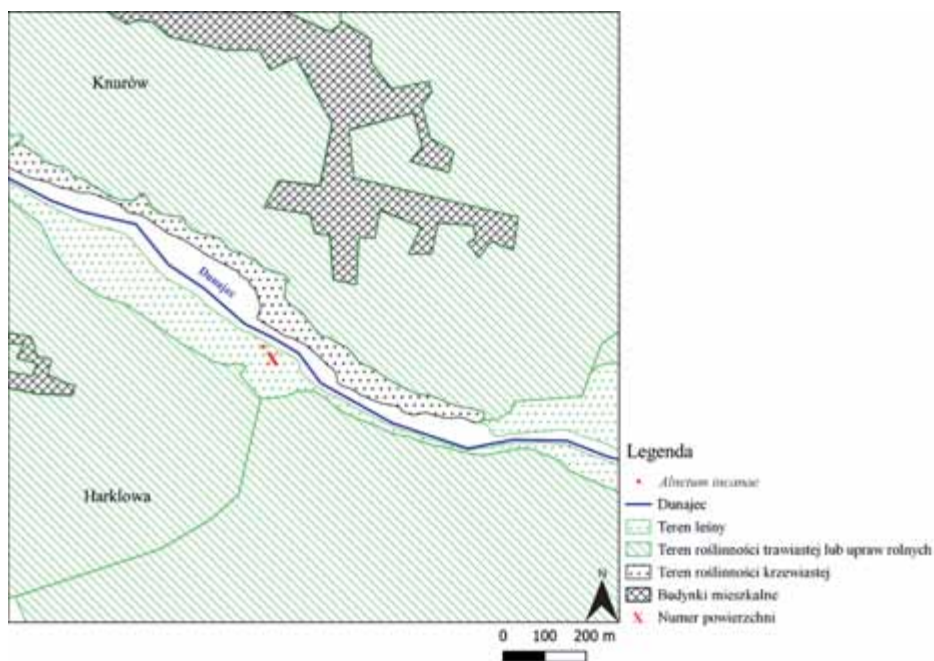 Knurów
Dunajec
X
Harklowa
Legenda
Alnetum incanae
Dunajec
Teren leśny
Teren roślinności trawiastej lub upraw rolnych
Teren roślinności krzewiastej
Budynki mieszkalne
X Numer powierzchni
N
0 100 200 m